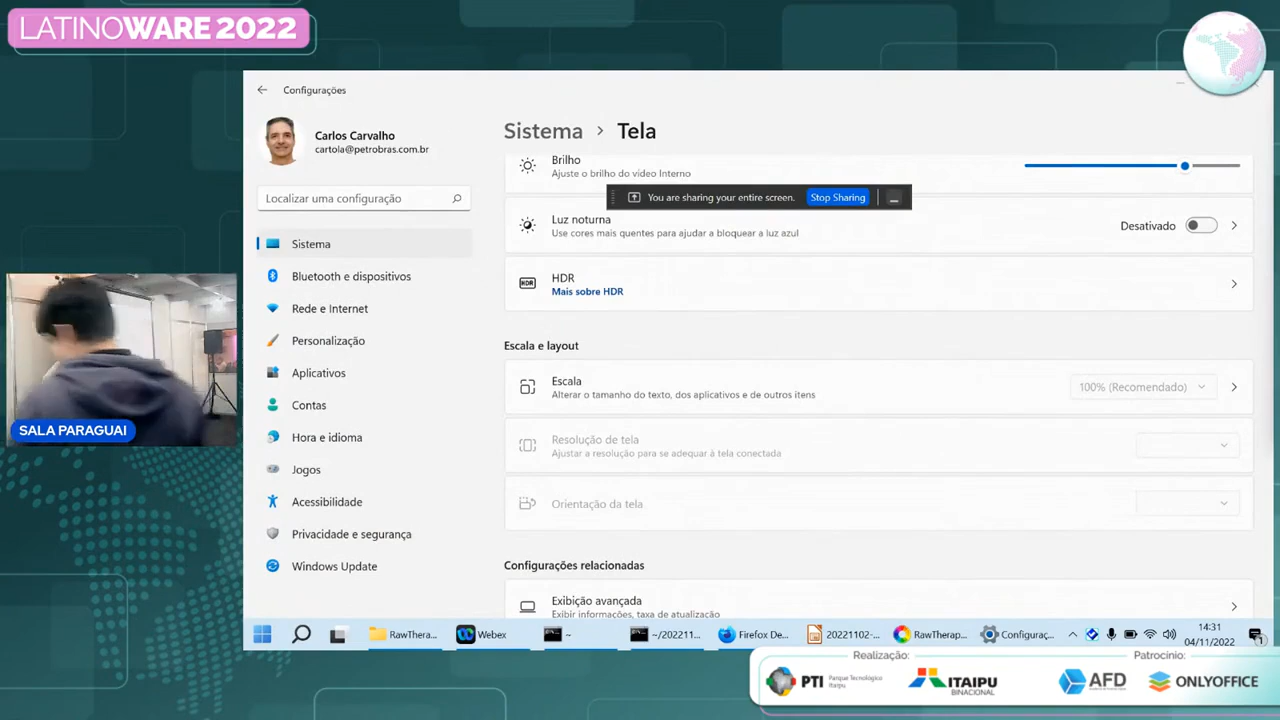 LATINOWARE 2022
Configurações
Carlos Carvalho
cartola@petrobras.com.br
Localizar uma configuração
Sistema
Bluetooth e dispositivos
Rede e Internet
Personalização
Aplicativos
Contas
Hora e idioma
Jogos
Acessibilidade
Privacidade e segurança
Windows Update
Sistema > Tela
Brilho
Ajuste o brilho do vídeo Interno
You are sharing your entire screen.
Stop Sharing
Luz noturna
Use cores mais quentes para ajudar a bloquear a luz azul
Desativado
HDR
HDR
Mais sobre HDR
Escala e layout
Escala
Alterar o tamanho do texto, dos aplicativos e de outros itens
100% (Recomendado)
Resolução de tela
Ajustar a resolução para se adequar à tela conectada
Orientação da tela
Configurações relacionadas
Exibição avançada
Exibir informações, taxa de atualização
SALA PARAGUAI
RawThera...
Webex
~
~/202211...
Firefox De...
20221102-...
RawTherap...
Configuraç...
14:31
04/11/2022
1
Realização:
Patrocínio:
PTI Parque Tecnológico
Itaipu
ITAIPU
BINACIONAL
AFD
ONLYOFFICE